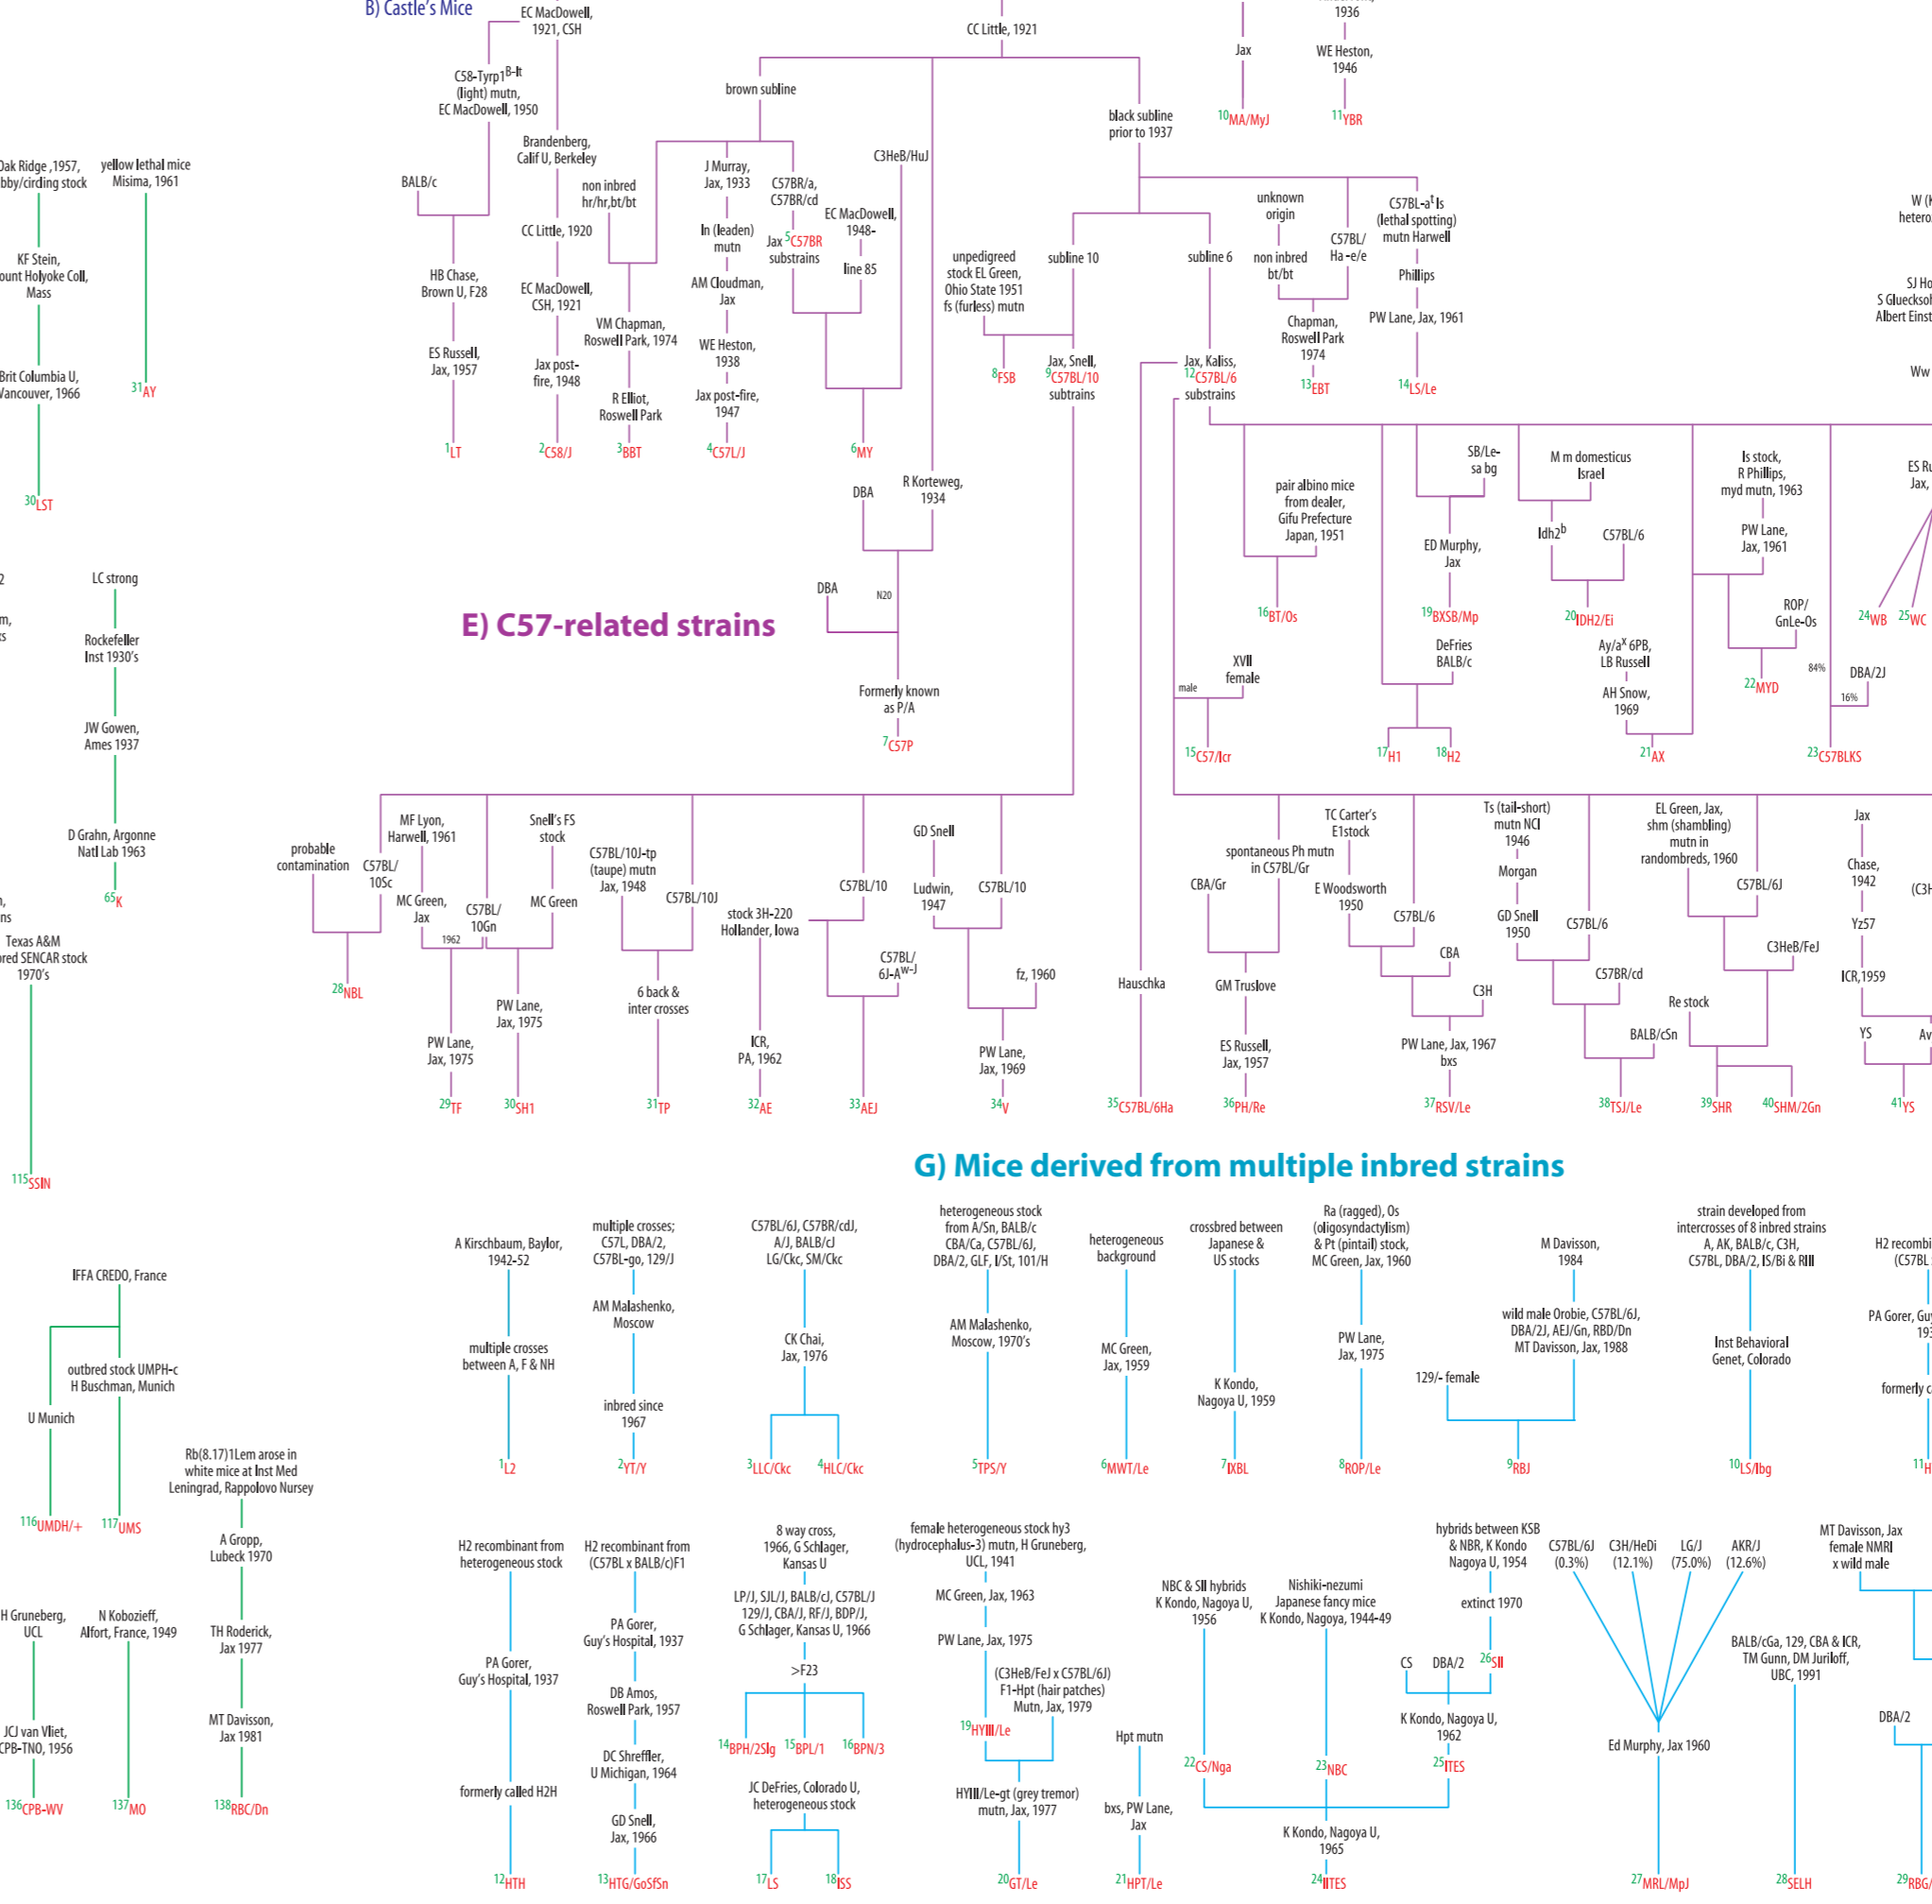 B) Castle's Mice
EC MacDowell,
1921, CSH
C58-Tyrp1B-lt
(light) mutn,
EC MacDowell, 1950
BALB/c
HB Chase,
Brown U, F28
ES Russell,
Jax, 1957
1LT
Brandenberg,
Calif U, Berkeley
CC Little, 1920
EC MacDowell,
CSH, 1921
Jax post-
fire, 1948
2C58/J
CC Little, 1921
brown subline
non inbred
hr/hr,bt/bt
VM Chapman,
Roswell Park, 1974
R Elliot,
Roswell Park
3BBT
J Murray,
Jax, 1933
ln (leaden)
mutn
AM Cloudman,
Jax
WE Heston,
1938
Jax post-fire,
1947
4C57L/J
C57BR/a,
C57BR/cd
Jax 5C57BR
substrains
EC MacDowell,
1948-
line 85
C3HeB/HuJ
6MY
R Korteweg,
1934
DBA
DBA
N20
Formerly known
as P/A
7C57P
black subline
prior to 1937
unpedigreed
stock EL Green,
Ohio State 1951
fs (furless) mutn
8FSB
subline 10
Jax, Snell,
9C57BL/10
subtrains
subline 6
Jax, Kaliss,
12C57BL/6
substrains
Jax
10MA/MyJ
1936
WE Heston,
1946
11YBR
unknown
origin
non inbred
bt/bt
C57BL/
Ha -e/e
Chapman,
Roswell Park
1974
13EBT
C57BL-at ls
(lethal spotting)
mutn Harwell
Phillips
PW Lane, Jax, 1961
14LS/Le
Oak Ridge ,1957,
bby/circling stock
KF Stein,
ount Holyoke Coll,
Mass
Brit Columbia U,
Vancouver, 1966
30LST
yellow lethal mice
Misima, 1961
31AY
W (
hetero
SJ Ho
S Gluecksoh
Albert Einst
Ww
E) C57-related strains
male
XVII
female
15C57/Icr
pair albino mice
from dealer,
Gifu Prefecture
Japan, 1951
16BT/Os
DeFries
BALB/c
17H1
18H2
SB/Le-
sa bg
ED Murphy,
Jax
19BXSB/Mp
M m domesticus
Israel
Idh2b
C57BL/6
20IDH2/Ei
Ay/ax 6PB,
LB Russell
AH Snow,
1969
21AX
ls stock,
R Phillips,
myd mutn, 1963
PW Lane,
Jax, 1961
ROP/
GnLe-Os
22MYD
84%
16%
DBA/2J
23C57BLKS
ES Ru
Jax,
24WB
25WC
2
m,
s
LC strong
Rockefeller
Inst 1930's
JW Gowen,
Ames 1937
D Grahn, Argonne
Natl Lab 1963
65K
n,
ns
Texas A&M
red SENCAR stock
1970's
115SSIN
probable
contamination
C57BL/
10Sc
28NBL
MF Lyon,
Harwell, 1961
MC Green,
Jax
1962
PW Lane,
Jax, 1975
29TF
C57BL/
10Gn
Snell's FS
stock
MC Green
PW Lane,
Jax, 1975
30SH1
C57BL/10J-tp
(taupe) mutn
Jax, 1948
C57BL/10J
6 back &
inter crosses
31TP
stock 3H-220
Hollander, Iowa
ICR,
PA, 1962
32AE
C57BL/10
C57BL/
6J-Aw-J
33AEJ
GD Snell
Ludwin,
1947
C57BL/10
fz, 1960
PW Lane,
Jax, 1969
34V
Hauschka
35C57BL/6Ha
spontaneous Ph mutn
in C57BL/Gr
CBA/Gr
GM Truslove
ES Russell,
Jax, 1957
36PH/Re
TC Carter's
E1stock
E Woodsworth
1950
C57BL/6
CBA
C3H
PW Lane, Jax, 1967
bxs
37RSV/Le
Ts (tail-short)
mutn NCI
1946
Morgan
GD Snell
1950
C57BL/6
C57BR/cd
BALB/cSn
38TSJ/Le
EL Green, Jax,
shm (shambling)
mutn in
randombreds, 1960
C57BL/6J
C3HeB/FeJ
Re stock
39SHR
40SHM/2Gn
Jax
Chase,
1942
Yz57
ICR,1959
(C3H
YS
Av
41YS
G) Mice derived from multiple inbred strains
A Kirschbaum, Baylor,
1942-52
multiple crosses
between A, F & NH
1L2
multiple crosses;
C57L, DBA/2,
C57BL-go, 129/J
AM Malashenko,
Moscow
inbred since
1967
2YT/Y
C57BL/6J, C57BR/cdJ,
A/J, BALB/cJ
LG/Ckc, SM/Ckc
CK Chai,
Jax, 1976
3LLC/Ckc
4HLC/Ckc
heterogeneous stock
from A/Sn, BALB/c
CBA/Ca, C57BL/6J,
DBA/2, GLF, I/St, 101/H
AM Malashenko,
Moscow, 1970's
5TPS/Y
heterogeneous
background
MC Green,
Jax, 1959
6MWT/Le
crossbred between
Japanese &
US stocks
K Kondo,
Nagoya U, 1959
7IXBL
Ra (ragged), Os
(oligosyndactylism)
& Pt (pintail) stock,
MC Green, Jax, 1960
PW Lane,
Jax, 1975
8ROP/Le
M Davisson,
1984
wild male Orobie, C57BL/6J,
DBA/2J, AEJ/Gn, RBD/Dn
MT Davisson, Jax, 1988
129/- female
9RBJ
strain developed from
intercrosses of 8 inbred strains
A, AK, BALB/c, C3H,
C57BL, DBA/2, IS/Bi & RIII
Inst Behavioral
Genet, Colorado
10LS/Ibg
H2 recombi
(C57BL
PA Gorer, Guy
193
formerly c
11H
IFFA CREDO, France
outbred stock UMPH-c
H Buschman, Munich
U Munich
116UMDH/+
117UMS
Rb(8.17)1Lem arose in
white mice at Inst Med
Leningrad, Rappolovo Nursey
A Gropp,
Lubeck 1970
TH Roderick,
Jax 1977
MT Davisson,
Jax 1981
138RBC/Dn
H Gruneberg,
UCL
JCJ van Vliet,
CPB-TNO, 1956
136CPB-WV
N Kobozieff,
Alfort, France, 1949
137MO
H2 recombinant from
heterogeneous stock
PA Gorer,
Guy's Hospital, 1937
formerly called H2H
12HTH
H2 recombinant from
(C57BL x BALB/c)F1
PA Gorer,
Guy's Hospital, 1937
DB Amos,
Roswell Park, 1957
DC Shreffler,
U Michigan, 1964
GD Snell,
Jax, 1966
13HTG/GoSfSn
8 way cross,
1966, G Schlager,
Kansas U
LP/J, SJL/J, BALB/cJ, C57BL/J
129/J, CBA/J, RF/J, BDP/J,
G Schlager, Kansas U, 1966
>F23
14BPH/2Slg
15BPL/1
16BPN/3
JC DeFries, Colorado U,
heterogeneous stock
17LS
18ISS
female heterogeneous stock hy3
(hydrocephalus-3) mutn, H Gruneberg,
UCL, 1941
MC Green, Jax, 1963
PW Lane, Jax, 1975
(C3HeB/FeJ x C57BL/6J)
F1-Hpt (hair patches)
Mutn, Jax, 1979
19HYIII/Le
HYIII/Le-gt (grey tremor)
mutn, Jax, 1977
20GT/Le
Hpt mutn
bxs, PW Lane,
Jax
21HPT/Le
NBC & SII hybrids
K Kondo, Nagoya U,
1956
22CS/Nga
Nishiki-nezumi
Japanese fancy mice
K Kondo, Nagoya, 1944-49
23NBC
hybrids between KSB
& NBR, K Kondo
Nagoya U, 1954
extinct 1970
26SII
CS
DBA/2
K Kondo, Nagoya U,
1962
25ITES
K Kondo, Nagoya U,
1965
24IITES
C57BL/6J
(0.3%)
C3H/HeDi
(12.1%)
LG/J
(75.0%)
AKR/J
(12.6%)
Ed Murphy, Jax 1960
27MRL/MpJ
BALB/cGa, 129, CBA & ICR,
TM Gunn, DM Juriloff,
UBC, 1991
28SELH
MT Davisson, Jax
female NMRI
x wild male
DBA/2
29RBG/